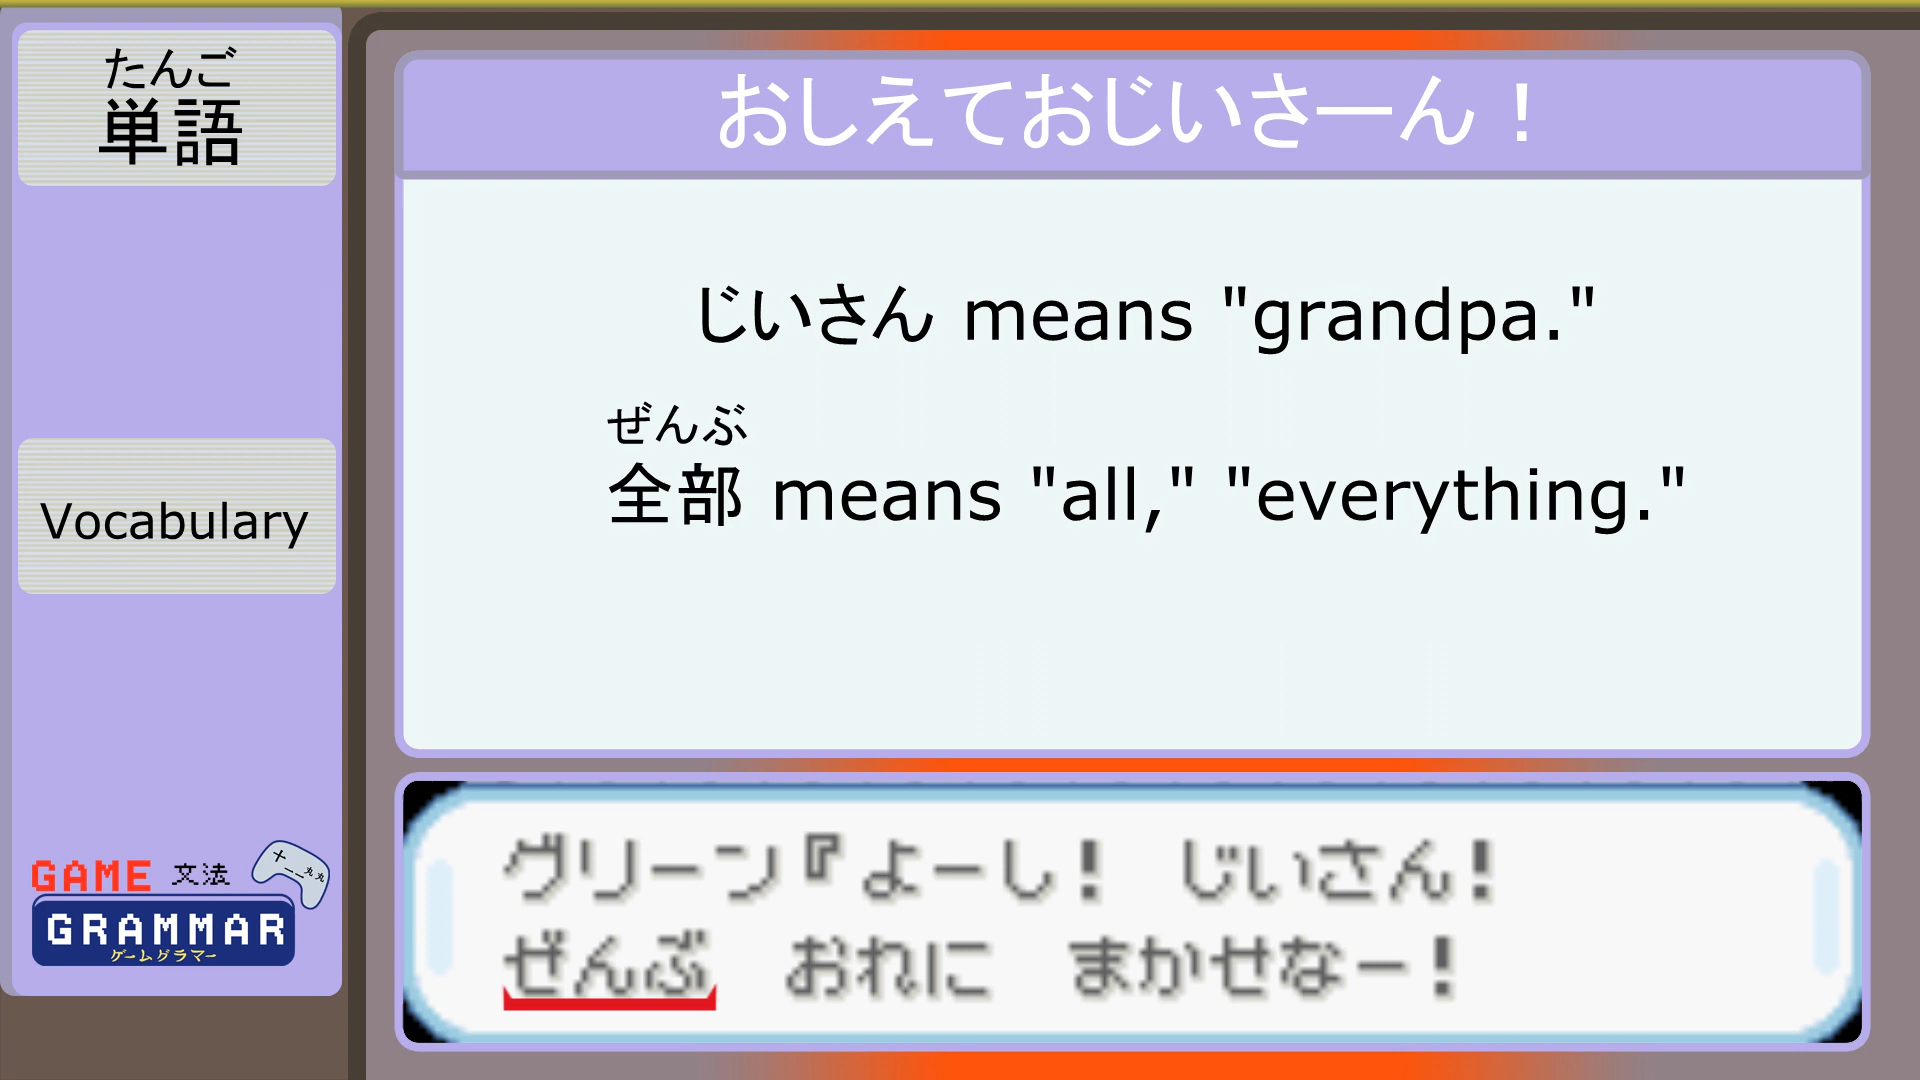 たんご
単語
Vocabulary
GAME 文法
GRAMMAR
ゲームグラマー
おしえておじいさーん！
じいさん means "grandpa."
ぜんぶ
全部 means "all," "everything."
グリーン『よーし！　じいさん！
ぜんぶ　おれに　まかせなー！